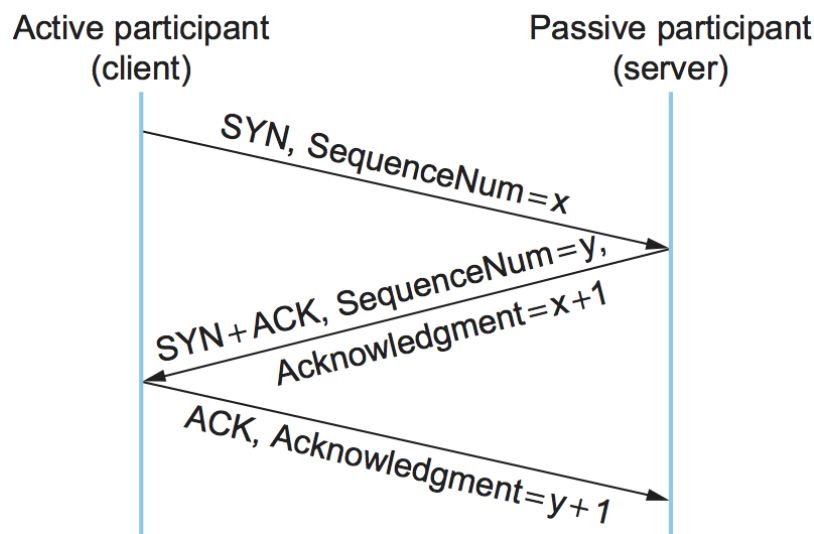 Active participant
(client)
Passive participant
(server)
SYN, SequenceNum=x
SYN+ACK, SequenceNum=y,
Acknowledgment=x+1
ACK, Acknowledgment=y+1